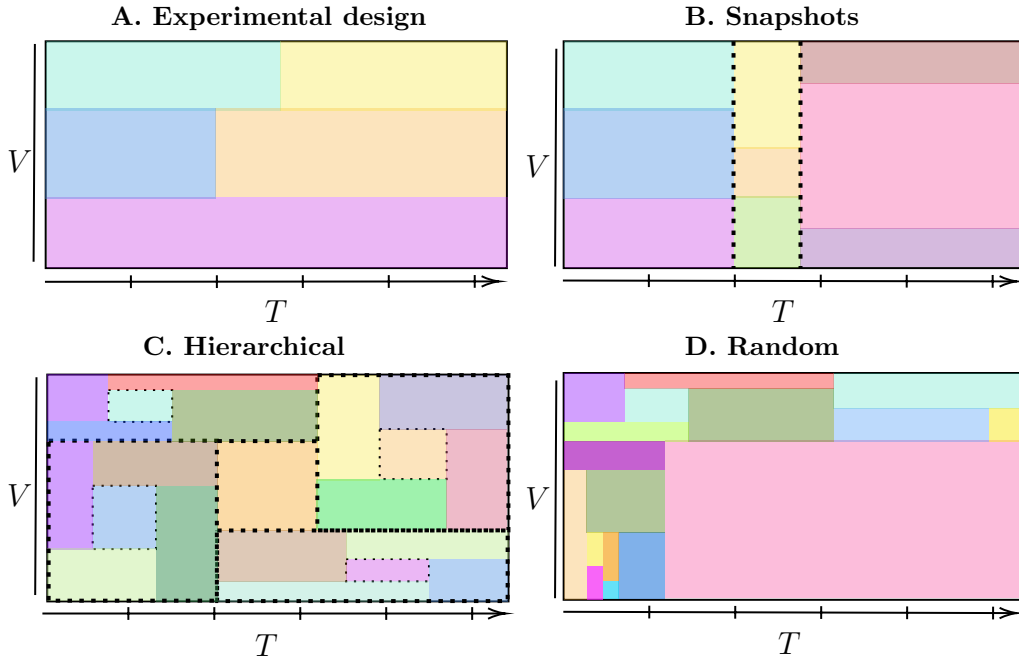 A. Experimental design
B. Snapshots
V
V
T
T
C. Hierarchical
D. Random
V
V
T
T